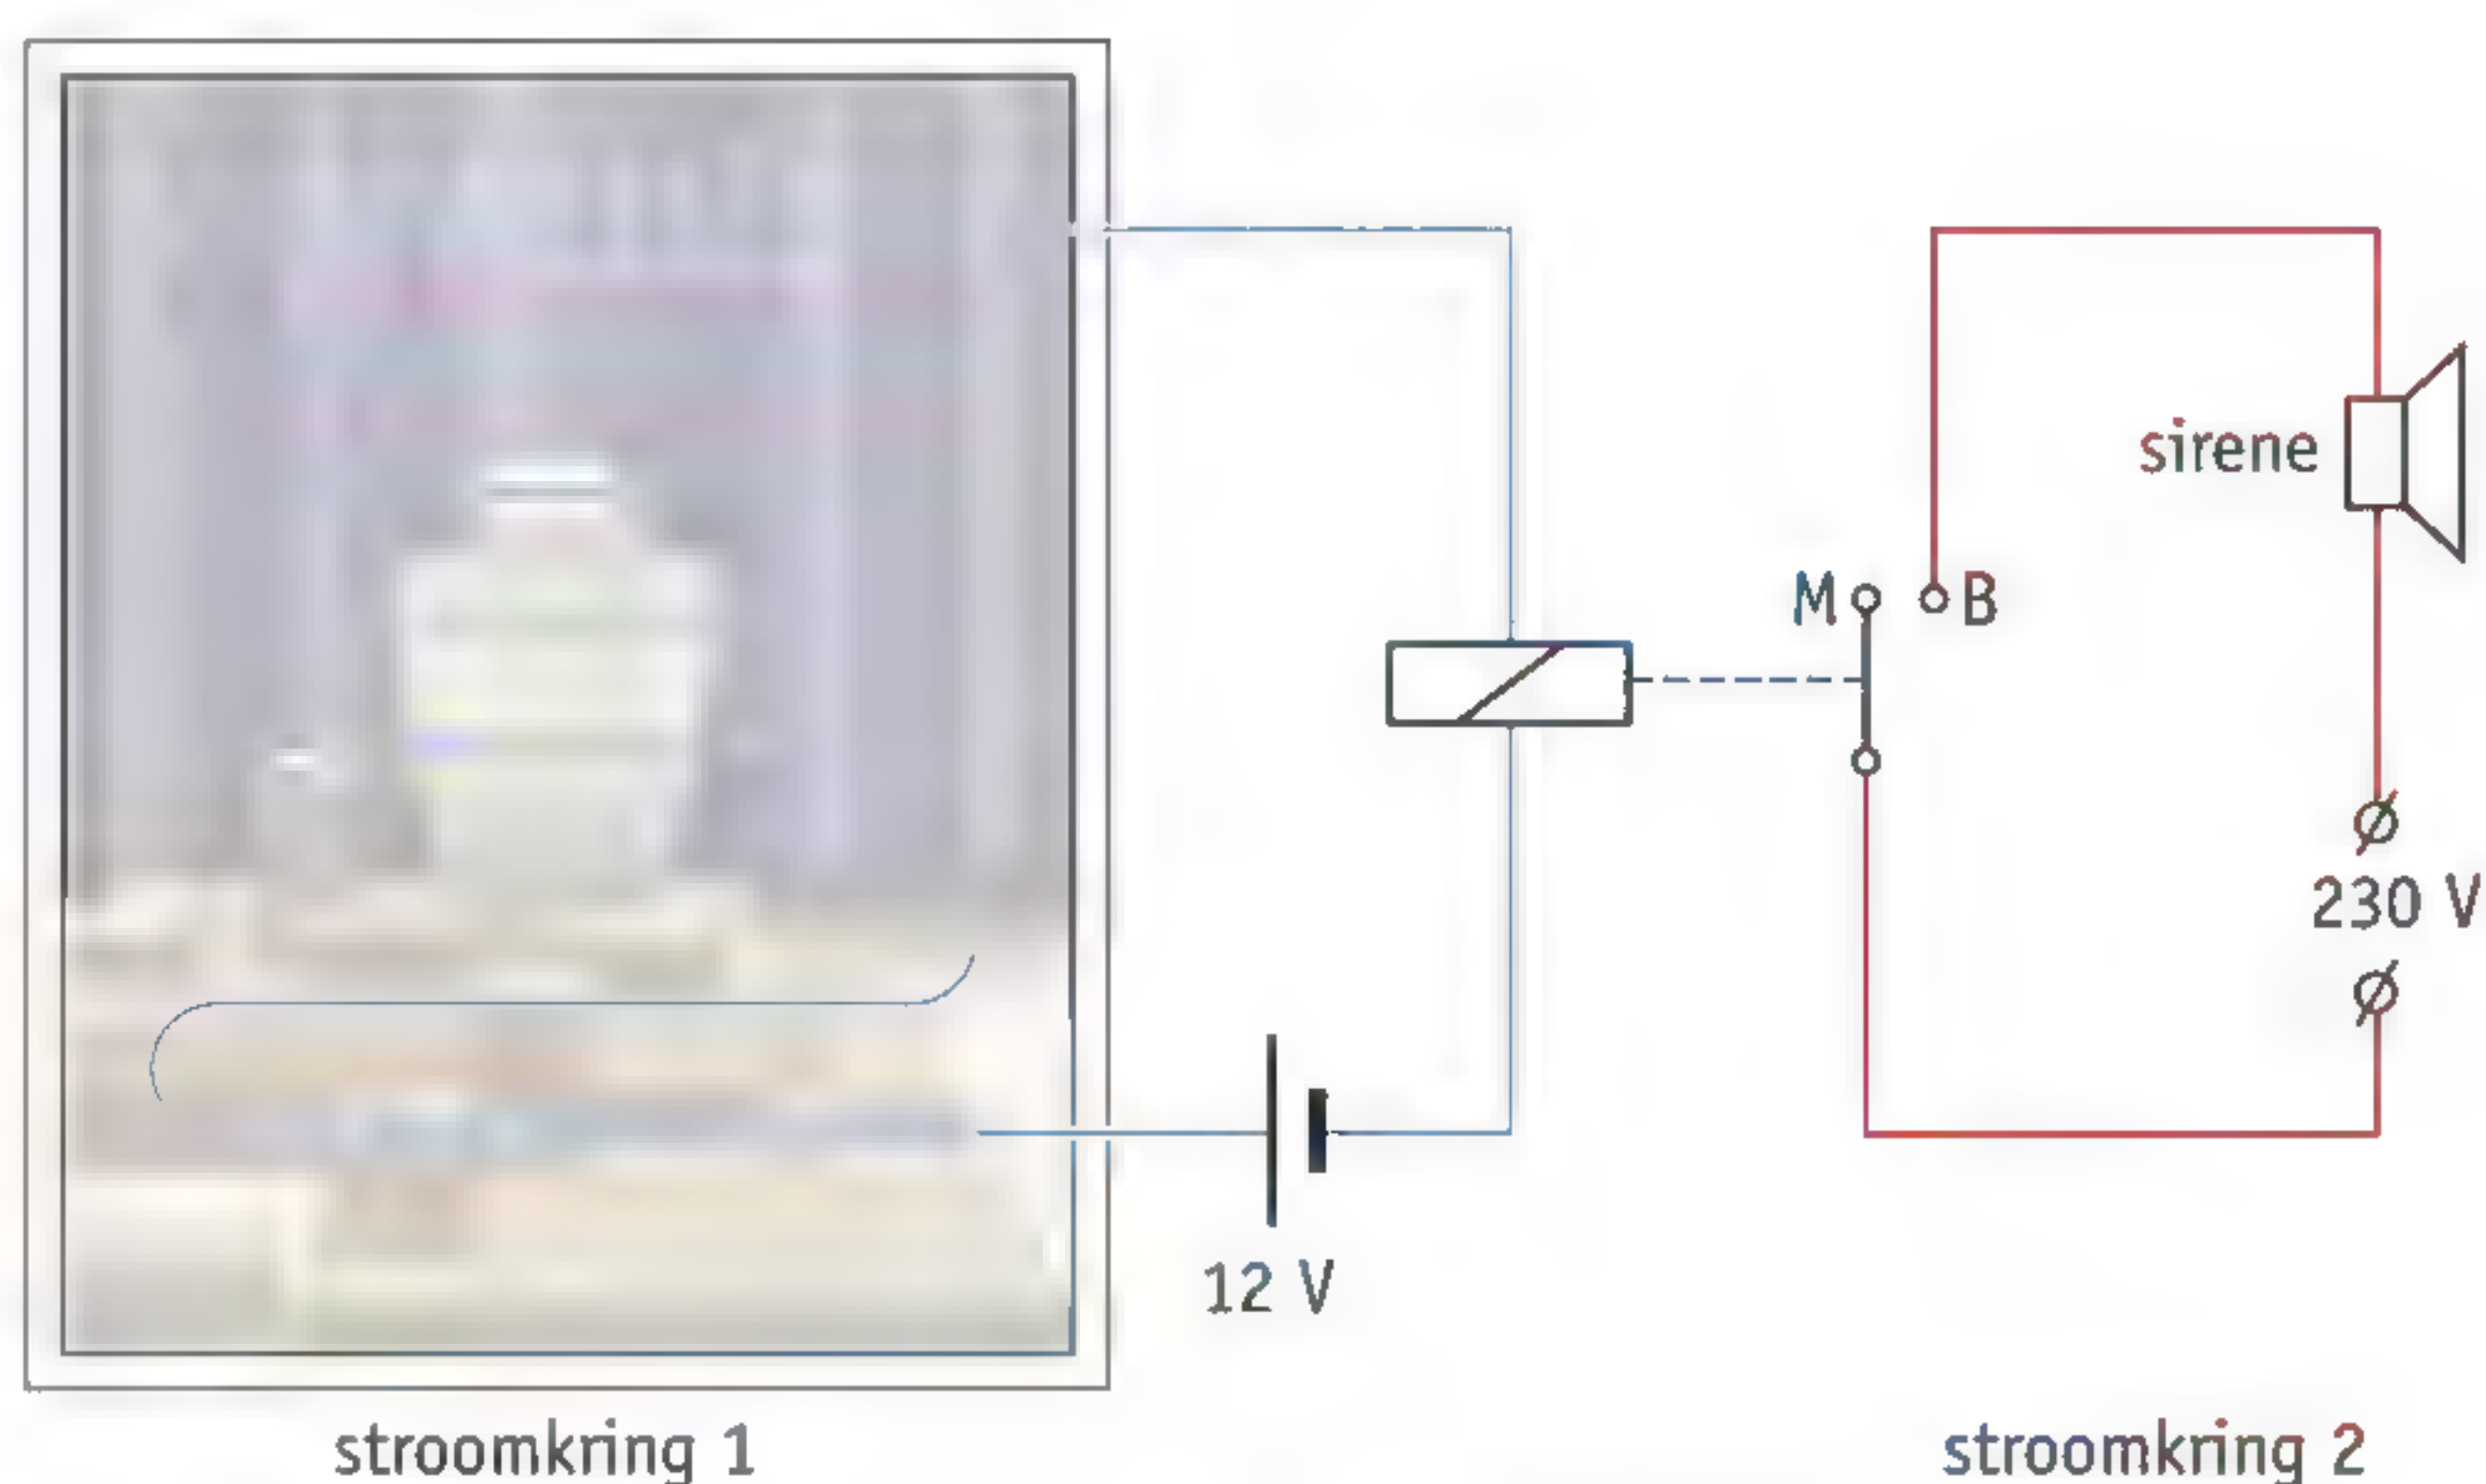 sirene
M B
230 V
12 V
stroomkring 1
stroomkring 2